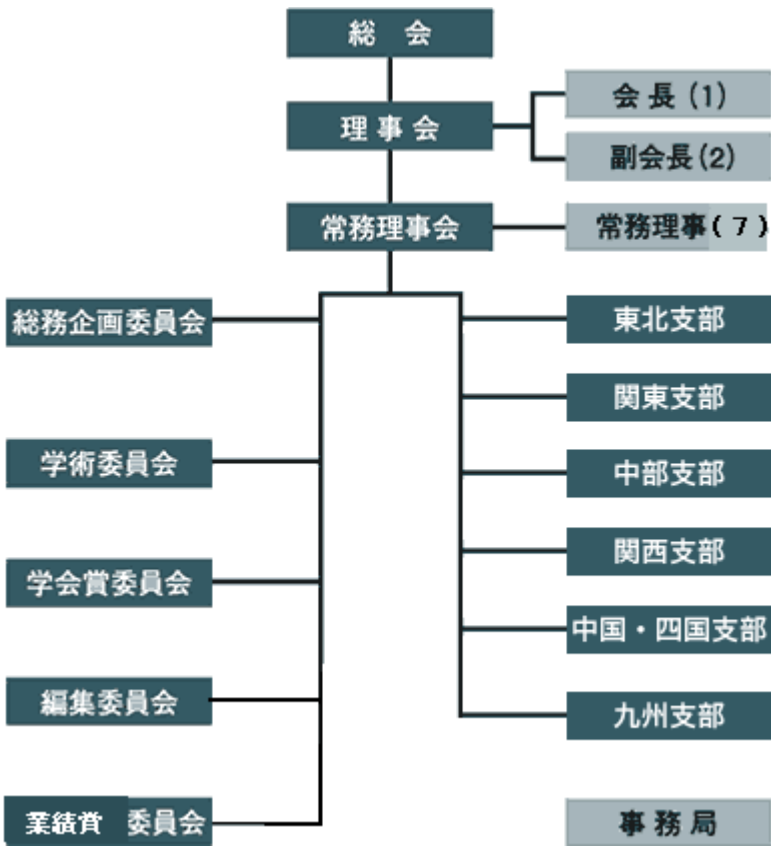 総 会
理事会
会長(1)
副会長(2)
常務理事会
常務理事(7)
総務企画委員会
学術委員会
学会賞委員会
編集委員会
業績賞 委員会
東北支部
関東支部
中部支部
関西支部
中国・四国支部
九州支部
事務局